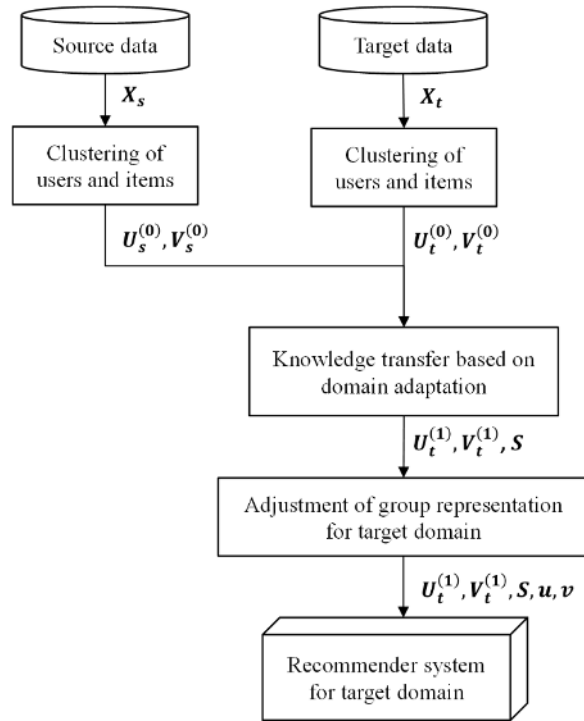 Source data
Target data
X_s
X_t
Clustering of
users and items
Clustering of
users and items
U_s^(0), V_s^(0)
U_t^(0), V_t^(0)
Knowledge transfer based on
domain adaptation
U_t^(1), V_t^(1), S
Adjustment of group representation
for target domain
U_t^(1), V_t^(1), S, u, v
Recommender system
for target domain